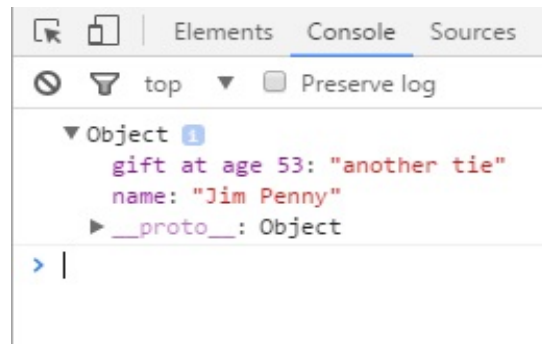 Elements Console Sources
top Preserve log
Object i
gift at age 53: "another tie"
name: "Jim Penny"
__proto__: Object
>